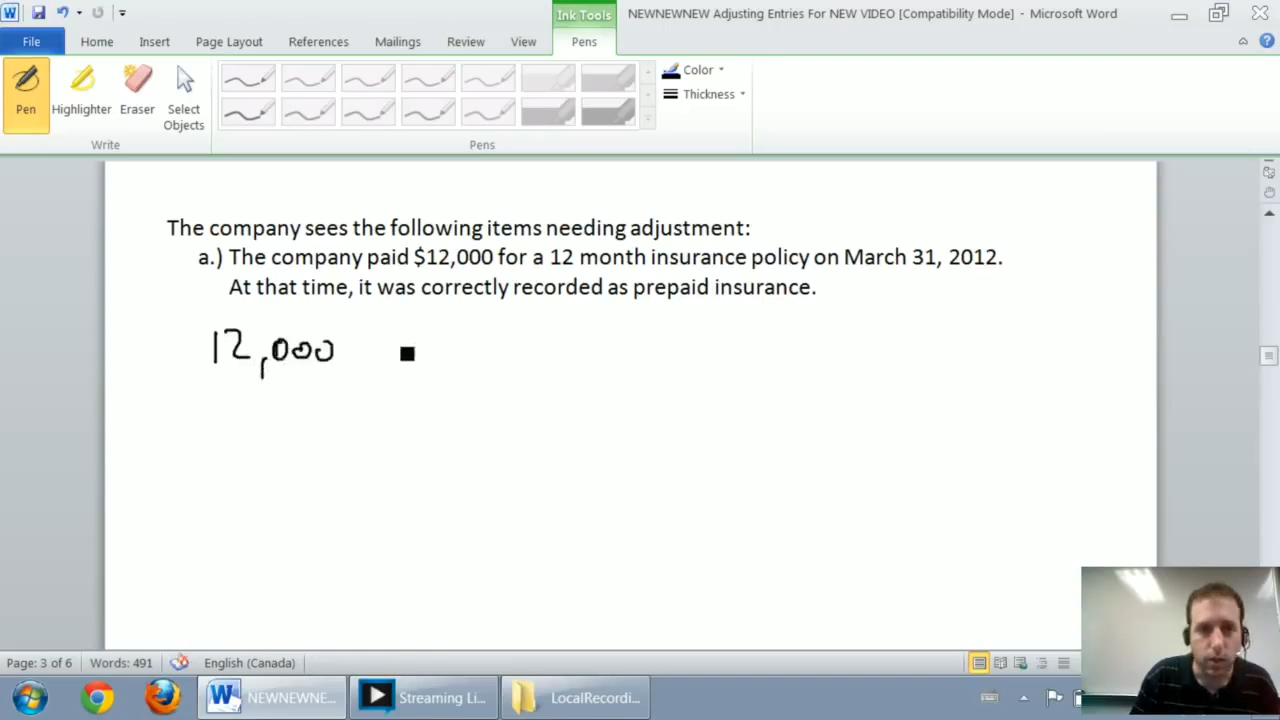 NEWNEWNEW Adjusting Entries For NEW VIDEO [Compatibility Mode] - Microsoft Word
Ink Tools
File Home Insert Page Layout References Mailings Review View Pens
Pen Highlighter Eraser Select Objects
Color
Thickness
Write Pens
The company sees the following items needing adjustment:
a.) The company paid $12,000 for a 12 month insurance policy on March 31, 2012.
At that time, it was correctly recorded as prepaid insurance.
12,000
Page: 3 of 6 Words: 491 English (Canada)
NEWNEWNE... Streaming Li... LocalRecordi...